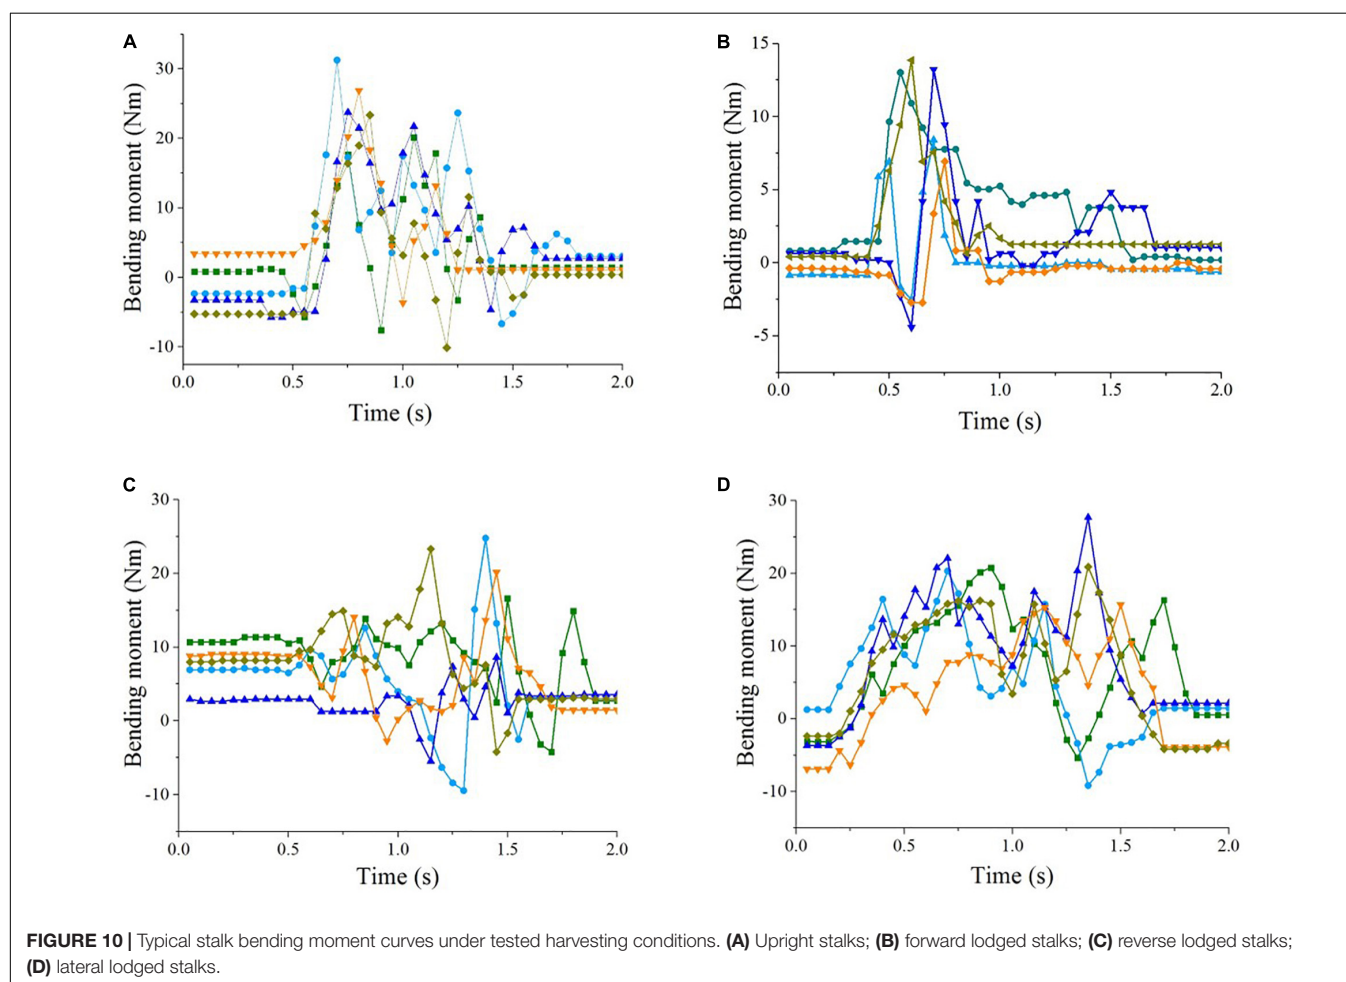 A
Bending moment (Nm)
30
20
10
0
-10
0.0 0.5 1.0 1.5 2.0
Time (s)
B
Bending moment (Nm)
15
10
5
0
-5
0.0 0.5 1.0 1.5 2.0
Time (s)
C
Bending moment (Nm)
30
20
10
0
-10
0.0 0.5 1.0 1.5 2.0
Time (s)
D
Bending moment (Nm)
30
20
10
0
-10
0.0 0.5 1.0 1.5 2.0
Time (s)
FIGURE 10 | Typical stalk bending moment curves under tested harvesting conditions. (A) Upright stalks; (B) forward lodged stalks; (C) reverse lodged stalks;
(D) lateral lodged stalks.